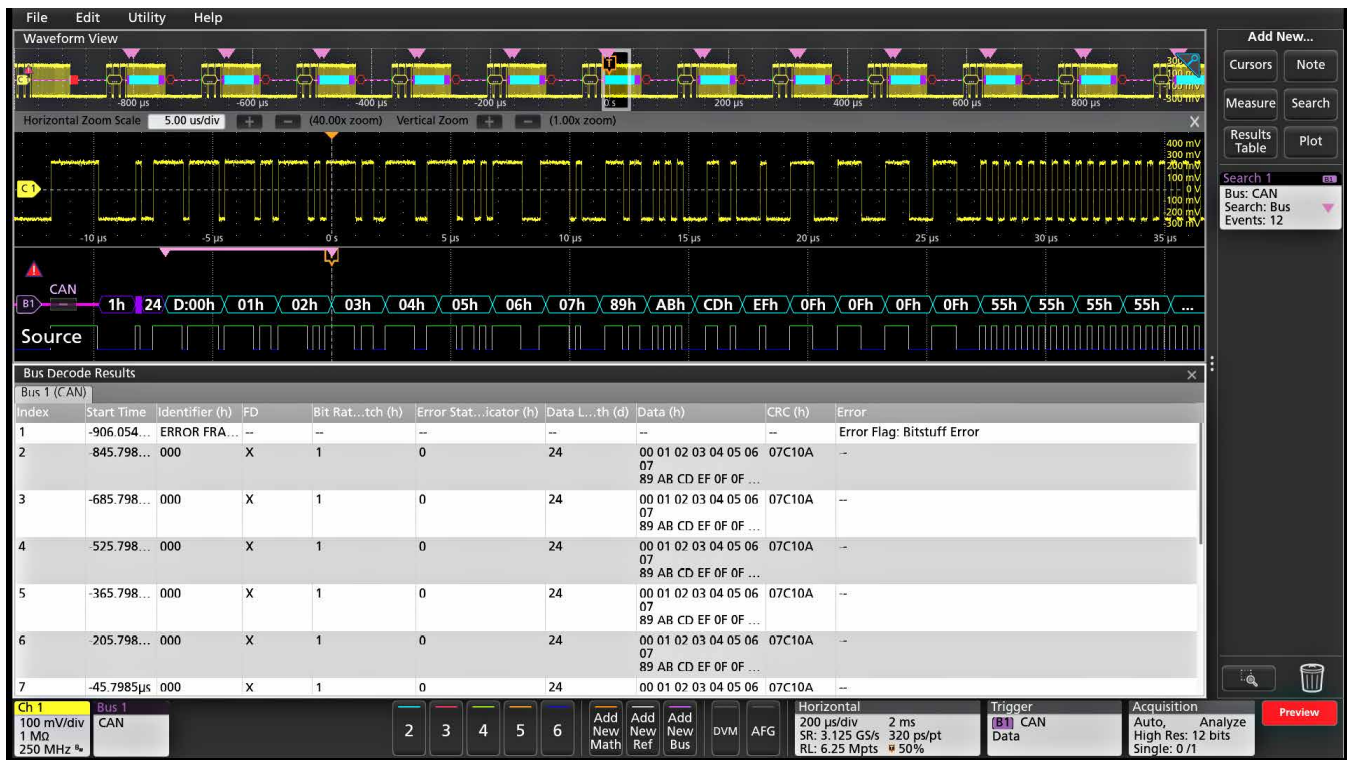 File Edit Utility Help
Waveform View
-800 µs -600 µs -400 µs -200 µs 0 s 200 µs 400 µs 600 µs 800 µs
Horizontal Zoom Scale 5.00 us/div + − (40.00x zoom) Vertical Zoom + − (1.00x zoom) X
400 mV
300 mV
200 mV
100 mV
0 V
-100 mV
-200 mV
-300 mV
C 1
-10 µs -5 µs 0 s 5 µs 10 µs 15 µs 20 µs 25 µs 30 µs 35 µs
CAN
B1 1h 24 D:00h 01h 02h 03h 04h 05h 06h 07h 89h ABh CDh EFh 0Fh 0Fh 0Fh 0Fh 55h 55h 55h 55h ...
Source
Bus Decode Results
Bus 1 (CAN)
Index Start Time Identifier (h) FD Bit Rat...tch (h) Error Stat...icator (h) Data L...th (d) Data (h) CRC (h) Error
1 -906.054... ERROR FRA... -- -- -- -- -- -- Error Flag: Bitstuff Error
2 -845.798... 000 X 1 0 24 00 01 02 03 04 05 06 07C10A --
07
89 AB CD EF 0F 0F ...
3 -685.798... 000 X 1 0 24 00 01 02 03 04 05 06 07C10A --
07
89 AB CD EF 0F 0F ...
4 -525.798... 000 X 1 0 24 00 01 02 03 04 05 06 07C10A --
07
89 AB CD EF 0F 0F ...
5 -365.798... 000 X 1 0 24 00 01 02 03 04 05 06 07C10A --
07
89 AB CD EF 0F 0F ...
6 -205.798... 000 X 1 0 24 00 01 02 03 04 05 06 07C10A --
07
89 AB CD EF 0F 0F ...
7 -45.7985µs 000 X 1 0 24 00 01 02 03 04 05 06 07C10A --
Add New...
Cursors Note
Measure Search
Results
Table
Plot
Search 1 B1
Bus: CAN
Search: Bus
Events: 12
Ch 1
100 mV/div
1 MΩ
250 MHz
Bus 1
CAN
2 3 4 5 6
Add
New
Math
Add
New
Ref
Add
New
Bus
DVM AFG
Horizontal
200 µs/div 2 ms
SR: 3.125 GS/s 320 ps/pt
RL: 6.25 Mpts 50%
Trigger
B1 CAN
Data
Acquisition
Auto, Analyze
High Res: 12 bits
Single: 0 /1
Preview